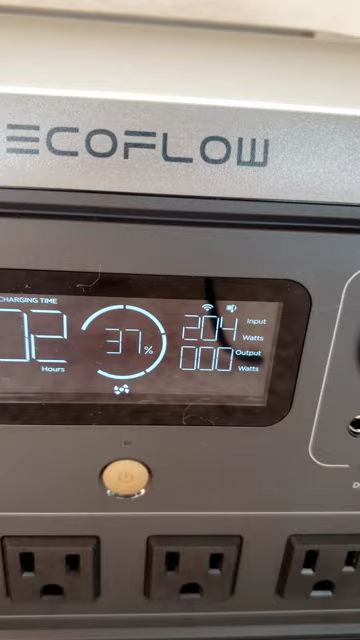 ECOFLOW
CHARGING TIME
02
Hours
37 %
204 Input
Watts
000 Output
Watts
D